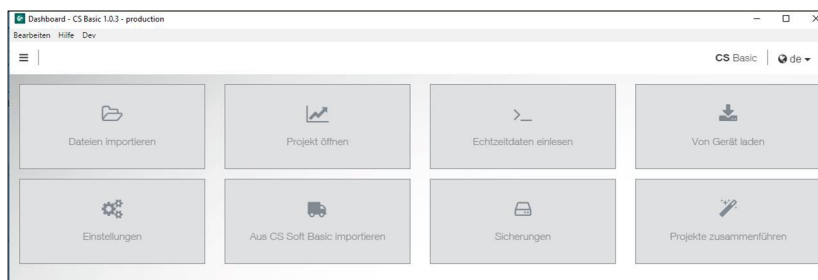 Dashboard - CS Basic 1.0.3 - production
Bearbeiten Hilfe Dev
CS Basic de
Dateien importieren
Projekt öffnen
Echtzeitdaten einlesen
Von Gerät laden
Einstellungen
Aus CS Soft Basic importieren
Sicherungen
Projekte zusammenführen